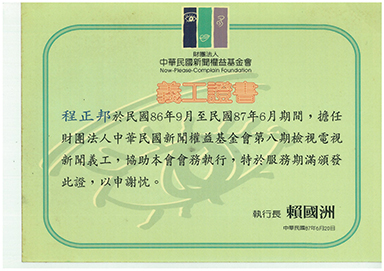 財團法人
中華民國新聞權益基金會
Now-Please-Complain Foundation
義工證書
程正邦於民國86年9月至民國87年6月期間，擔任
財團法人中華民國新聞權益基金會第八期檢視電視
新聞義工，協助本會會務執行，特於服務期滿頒發
此證，以申謝忱。
執行長 賴國洲
中華民國87年6月20日